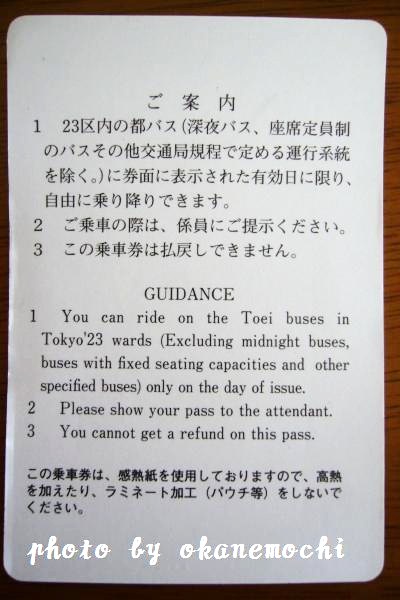 ご 案 内
1 23区内の都バス(深夜バス、座席定員制
のバスその他交通局規程で定める運行系統
を除く。)に券面に表示された有効日に限り、
自由に乗り降りできます。
2 ご乗車の際は、係員にご提示ください。
3 この乗車券は払戻しできません。
GUIDANCE
1 You can ride on the Toei buses in
Tokyo'23 wards (Excluding midnight buses,
buses with fixed seating capacities and other
specified buses) only on the day of issue.
2 Please show your pass to the attendant.
3 You cannot get a refund on this pass.
この乗車券は、感熱紙を使用しておりますので、高熱
を加えたり、ラミネート加工（パウチ等）をしないで
ください。
photo by okanemochi